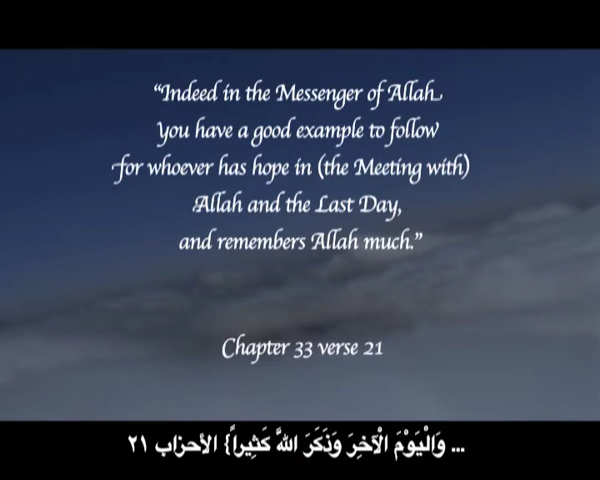 “Indeed in the Messenger of Allah
you have a good example to follow
for whoever has hope in (the Meeting with)
Allah and the Last Day,
and remembers Allah much.”
Chapter 33 verse 21
... وَالْيَوْمَ الْآخِرَ وَذَكَرَ اللهَّ كَثِيراً} الأحزاب ٢١